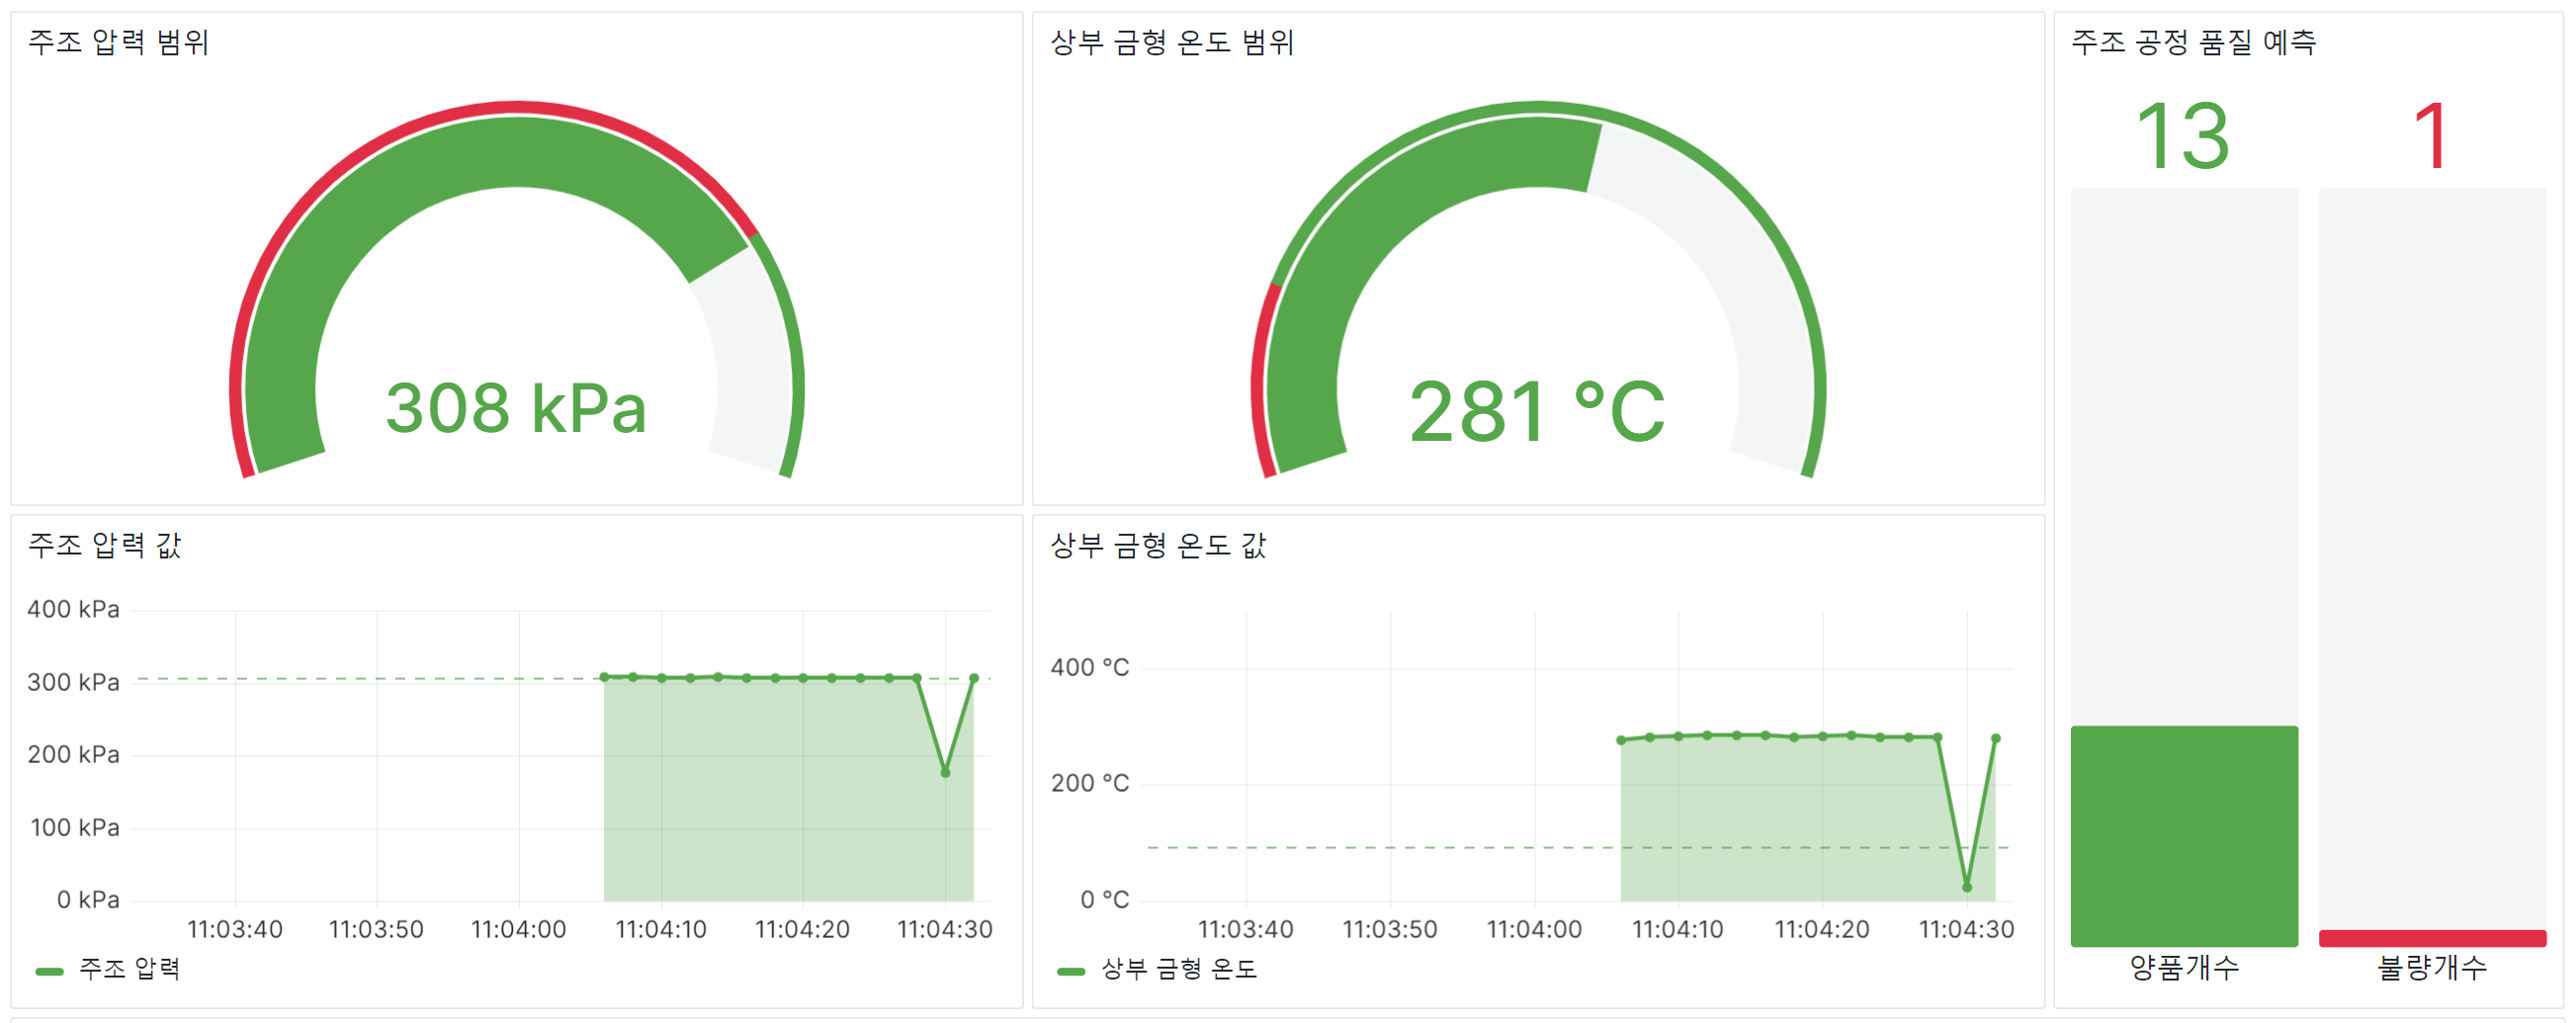 주조 압력 범위
308 kPa
상부 금형 온도 범위
281 °C
주조 공정 품질 예측
13
1
양품개수
불량개수
주조 압력 값
400 kPa
300 kPa
200 kPa
100 kPa
0 kPa
11:03:40 11:03:50 11:04:00 11:04:10 11:04:20 11:04:30
주조 압력
상부 금형 온도 값
400 °C
200 °C
0 °C
11:03:40 11:03:50 11:04:00 11:04:10 11:04:20 11:04:30
상부 금형 온도